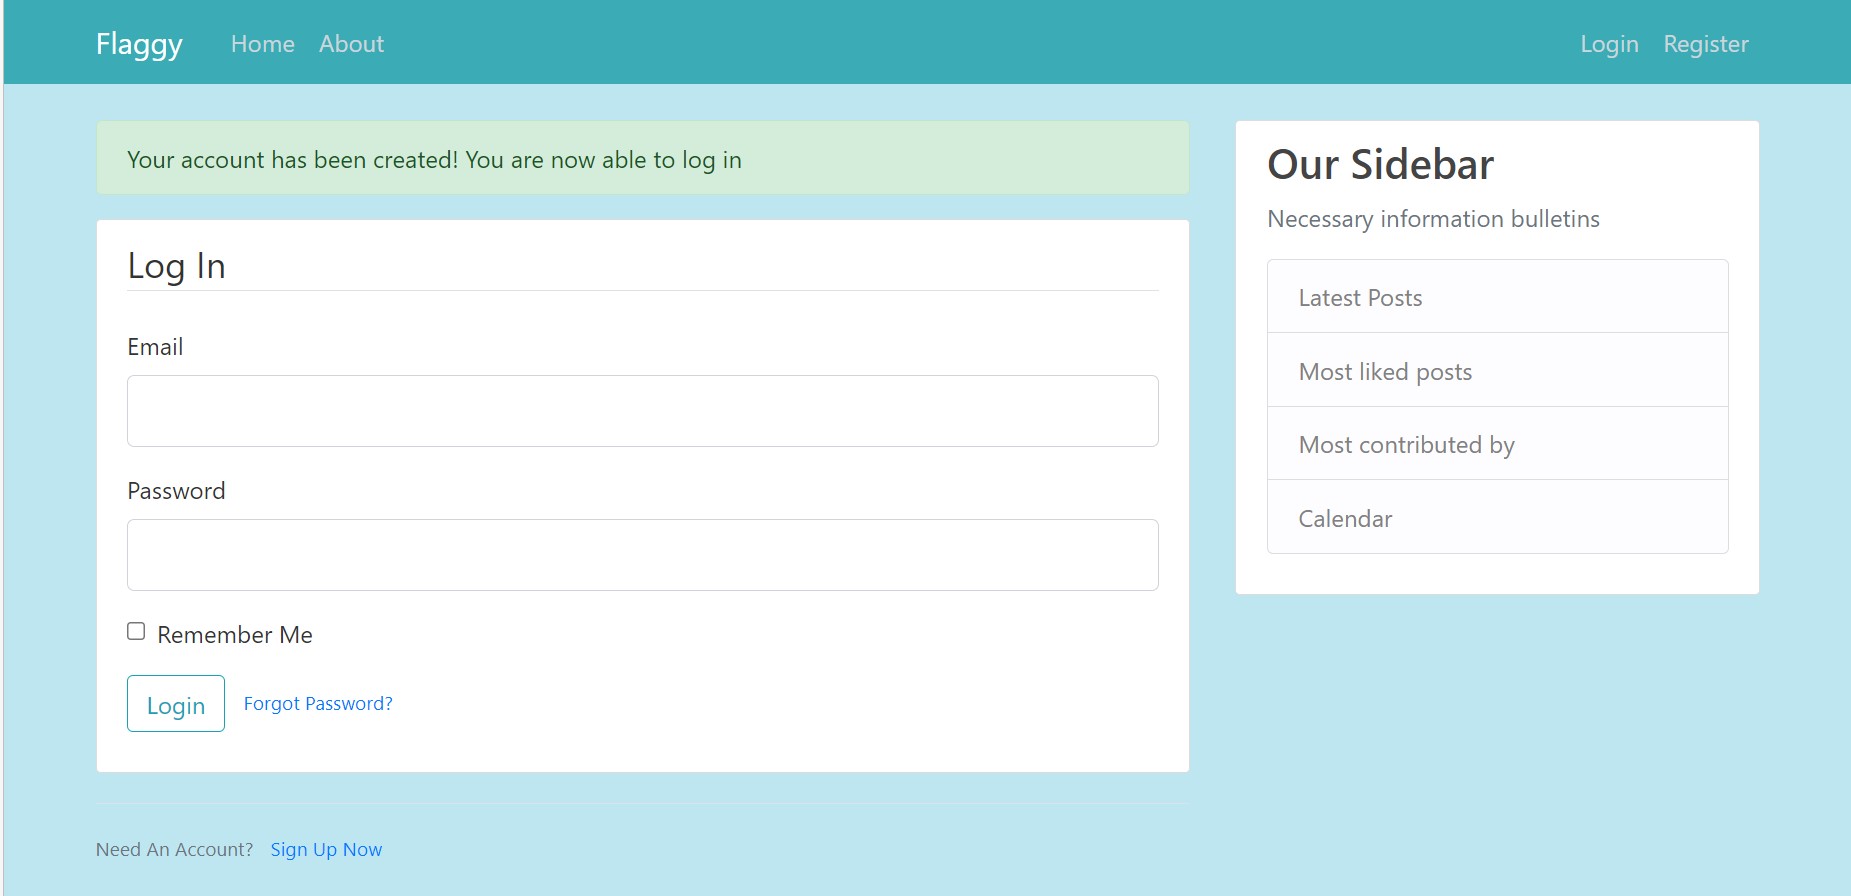 Flaggy Home About Login Register
Your account has been created! You are now able to log in
Log In
Email
Password
Remember Me
Login Forgot Password?
Need An Account? Sign Up Now
Our Sidebar
Necessary information bulletins
Latest Posts
Most liked posts
Most contributed by
Calendar